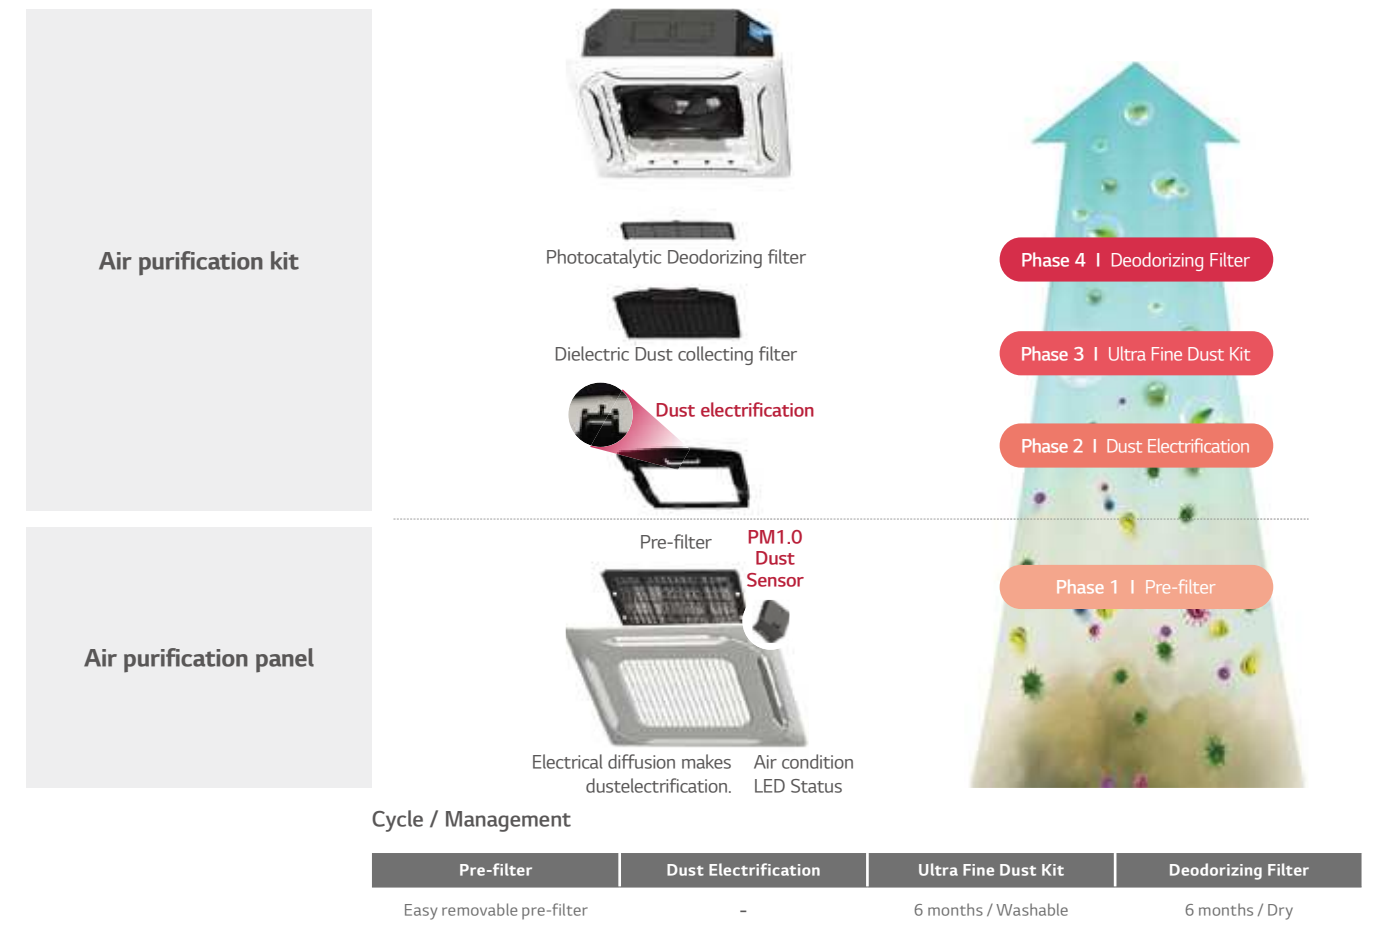 Air purification kit
Photocatalytic Deodorizing filter
Dielectric Dust collecting filter
Dust electrification
Phase 4 I Deodorizing Filter
Phase 3 I Ultra Fine Dust Kit
Phase 2 I Dust Electrification
Air purification panel
Pre-filter
PM1.0
Dust
Sensor
Phase 1 I Pre-filter
Electrical diffusion makes
dustelectrification.
Air condition
LED Status
Cycle / Management
Pre-filter Dust Electrification Ultra Fine Dust Kit Deodorizing Filter
Easy removable pre-filter - 6 months / Washable 6 months / Dry